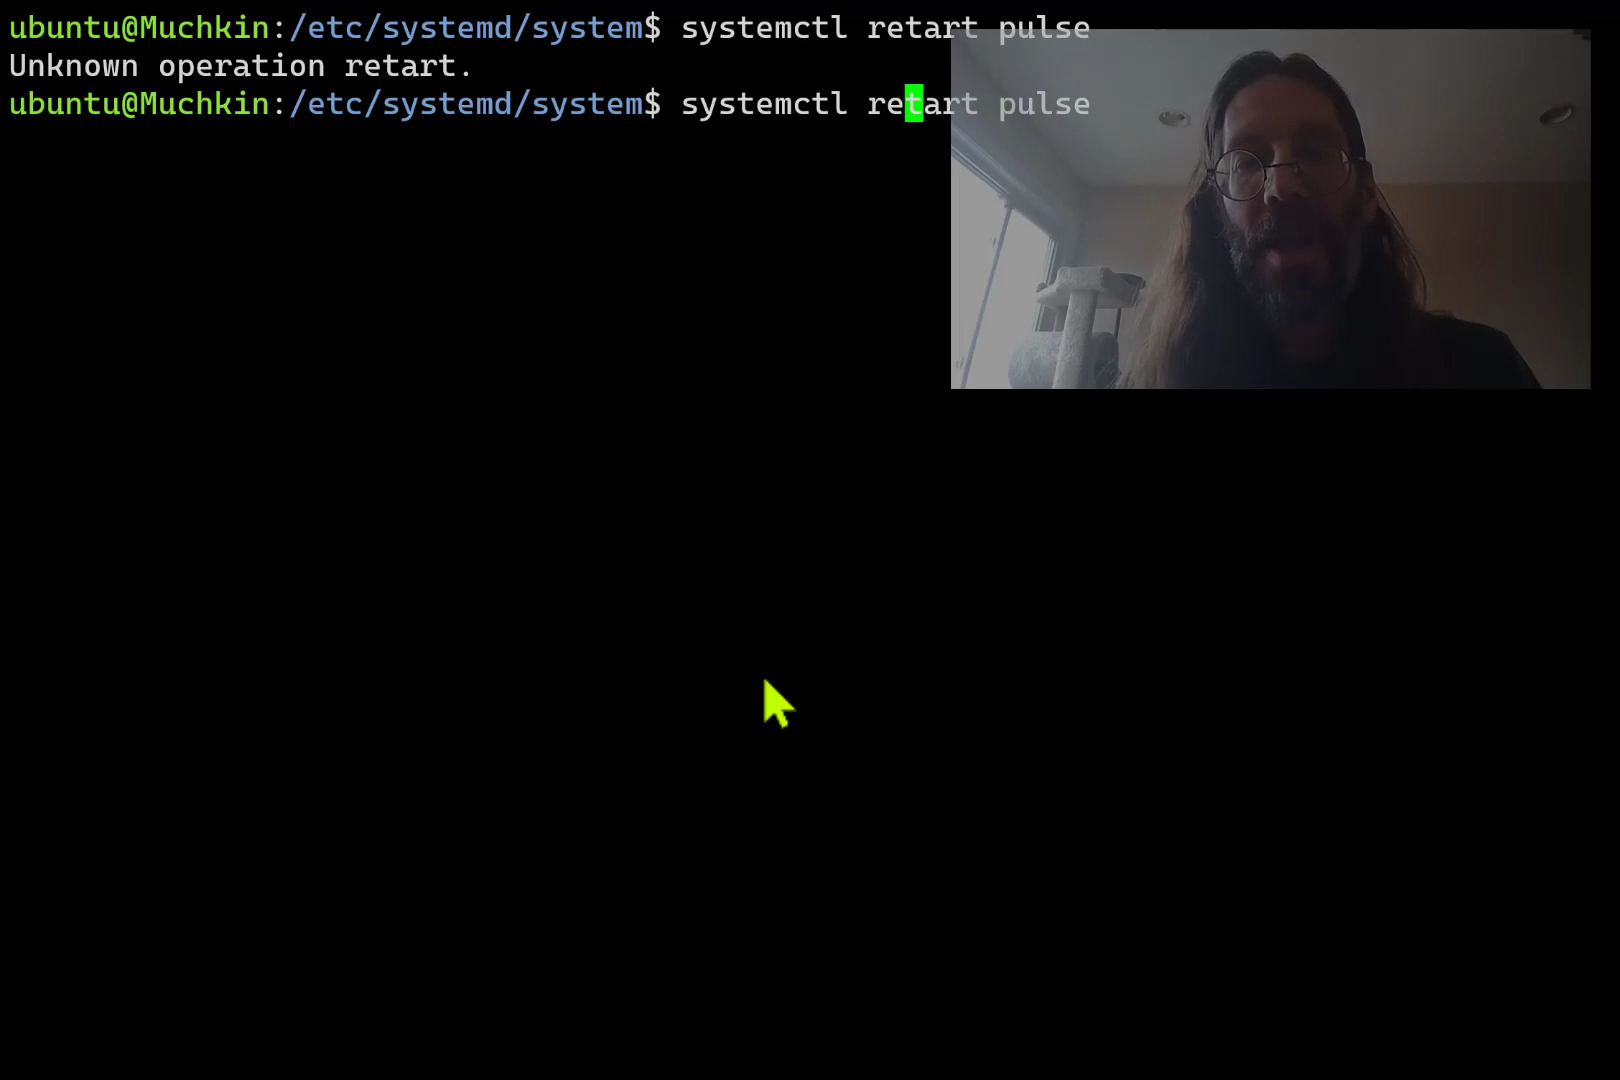 ubuntu@Muchkin:/etc/systemd/system$ systemctl retart pulse
Unknown operation retart.
ubuntu@Muchkin:/etc/systemd/system$ systemctl retart pulse